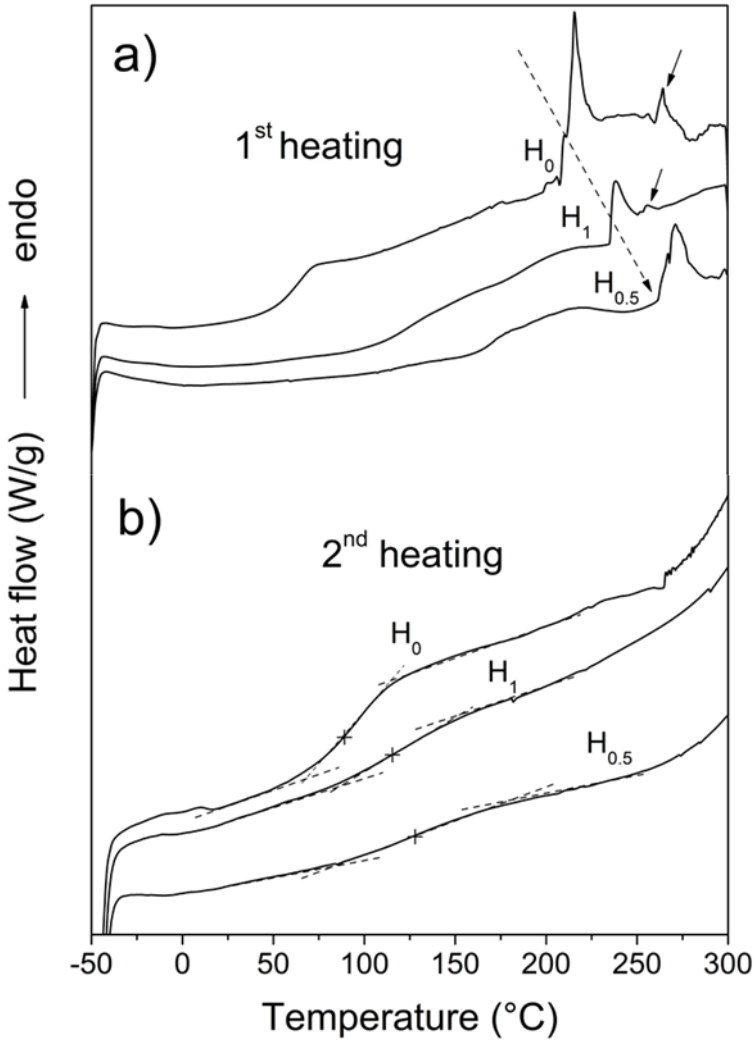 a)
1st heating
H0
H1
H0.5
b)
2nd heating
H0
H1
H0.5
Heat flow (W/g) ⟶ endo
-50 0 50 100 150 200 250 300
Temperature (°C)